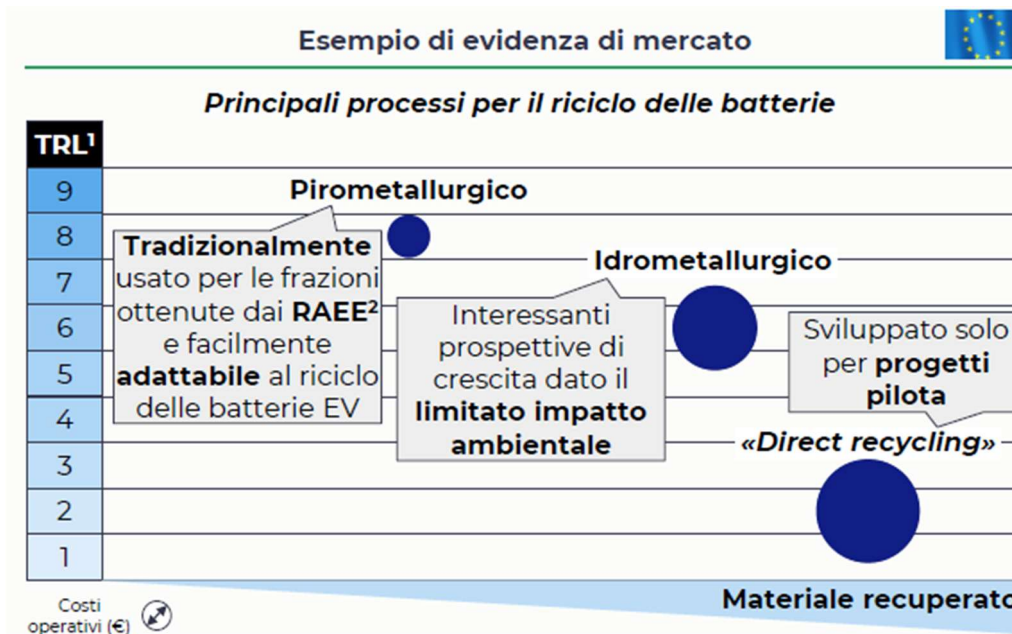 Esempio di evidenza di mercato
Principali processi per il riciclo delle batterie
TRL¹
9
8
7
6
5
4
3
2
1
Pirometallurgico
Tradizionalmente
usato per le frazioni
ottenute dai RAEE²
e facilmente
adattabile al riciclo
delle batterie EV
Idrometallurgico
Interessanti
prospettive di
crescita dato il
limitato impatto
ambientale
Sviluppato solo
per progetti
pilota
«Direct recycling»
Materiale recuperato
Costi
operativi (€)